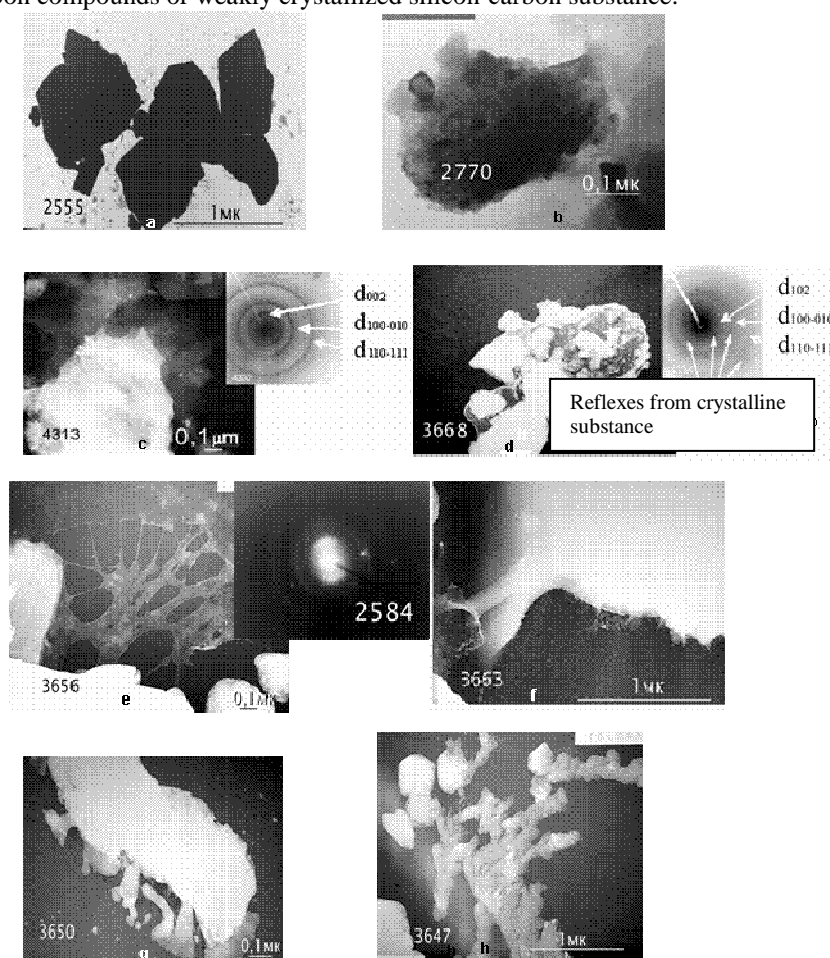 on compounds or weakly crystallized silicon-carbon substance.
2555
1мк
a
2770
0,1мк
b
d002
d100-010
d110-111
4313
c
0,1μm
d102
d100-010
d110-111
Reflexes from crystalline
substance
3668
d
2584
3656
e
0,1мк
3663
f
1мк
3650
g
0,1мк
3647
h
1мк